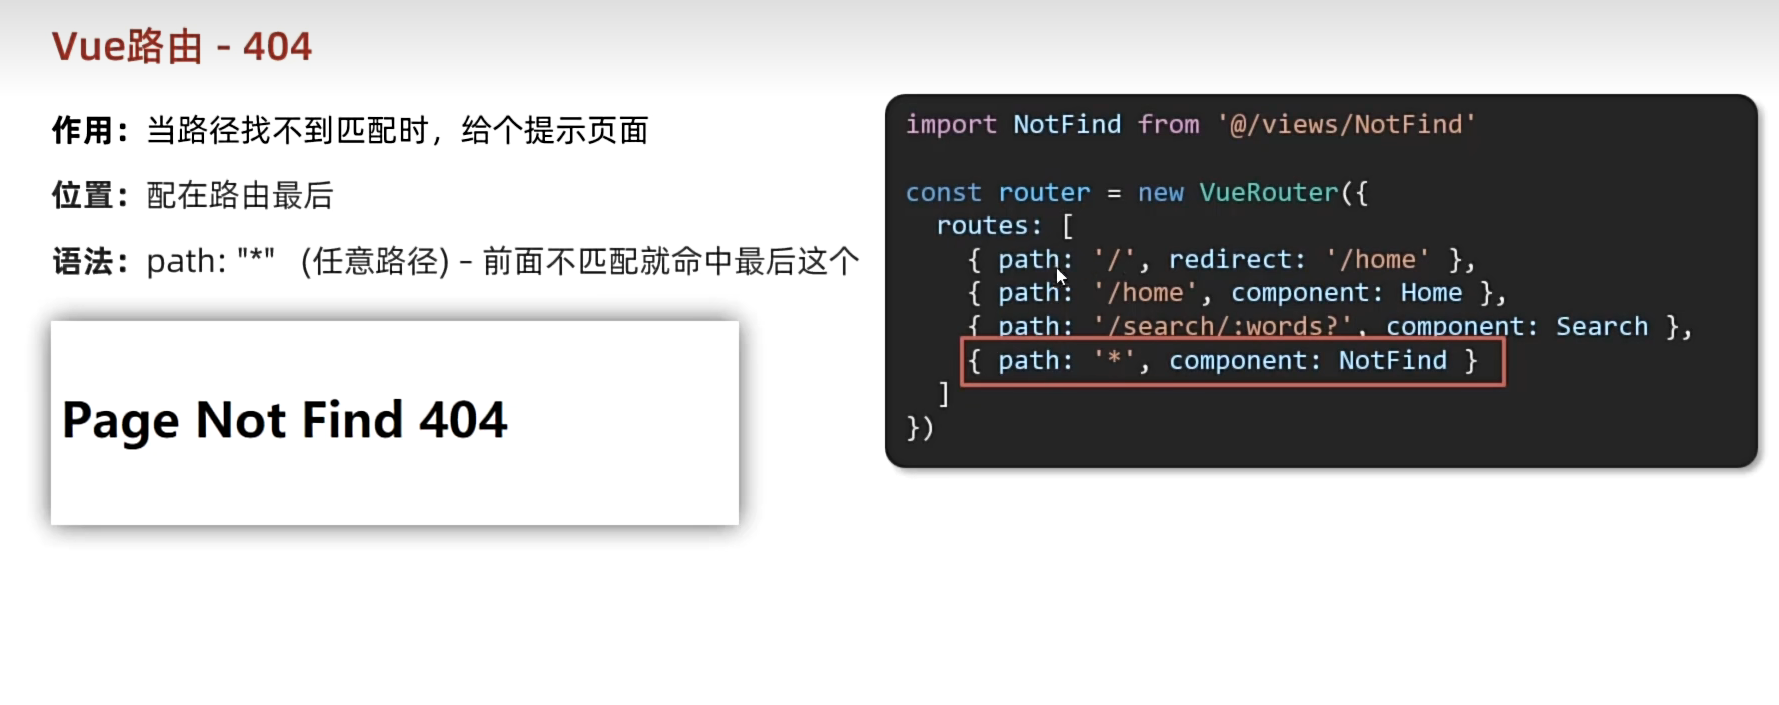 Vue路由 - 404
作用：当路径找不到匹配时，给个提示页面
位置：配在路由最后
语法：path: "*" (任意路径) – 前面不匹配就命中最后这个
Page Not Find 404
import NotFind from '@/views/NotFind'
const router = new VueRouter({
routes: [
{ path: '/', redirect: '/home' },
{ path: '/home', component: Home },
{ path: '/search/:words?', component: Search },
{ path: '*', component: NotFind }
]
})